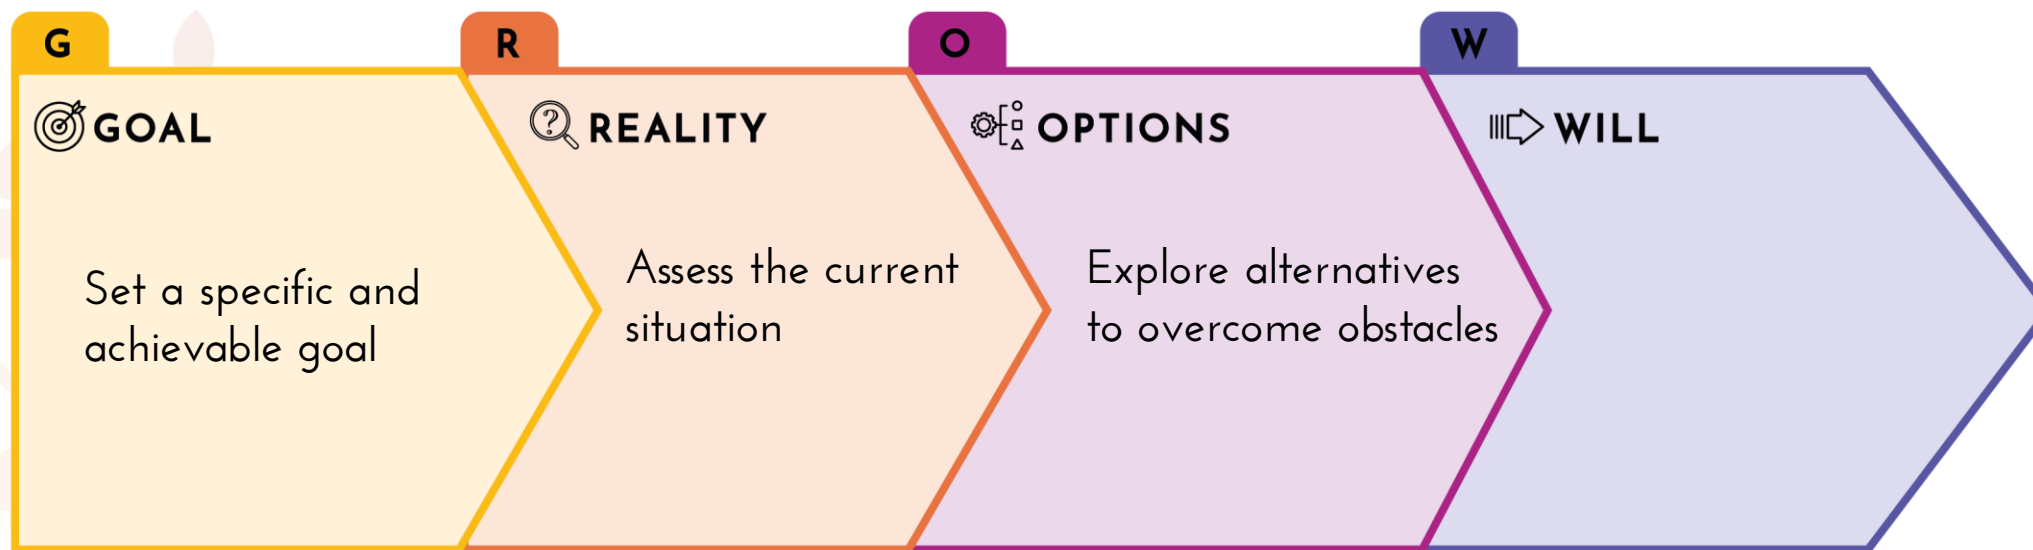 G
R
O
W
GOAL
REALITY
OPTIONS
WILL
Set a specific and
achievable goal
Assess the current
situation
Explore alternatives
to overcome obstacles